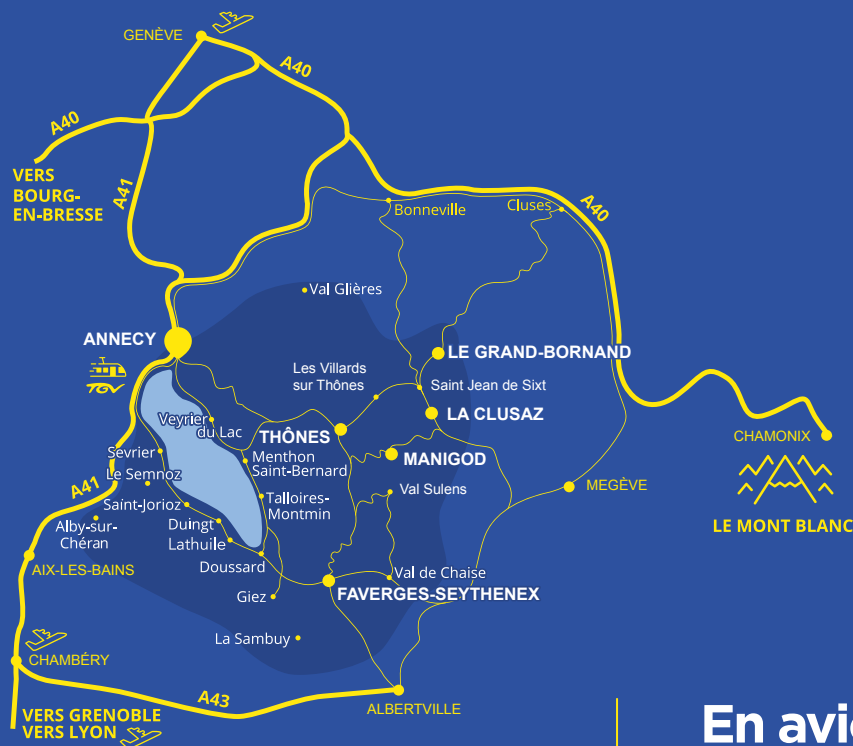 GENÈVE
A40
A40
VERS
BOURG-
EN-BRESSE
A41
Bonneville
Cluses
A40
Val Glières
ANNECY
TGV
LE GRAND-BORNAND
Les Villards
sur Thônes
Saint Jean de Sixt
Veyrier
du Lac
LA CLUSAZ
THÔNES
CHAMONIX
Sevrier
Menthon
Saint-Bernard
MANIGOD
Le Semnoz
A41
Val Sulens
MEGÈVE
Saint-Jorioz
Talloires-
Montmin
LE MONT BLANC
Alby-sur-
Chéran
Duingt
Lathuile
Doussard
AIX-LES-BAINS
Val de Chaise
Giez
FAVERGES-SEYTHENEX
La Sambuy
CHAMBÉRY
A43
ALBERTVILLE
VERS GRENOBLE
VERS LYON
En avi